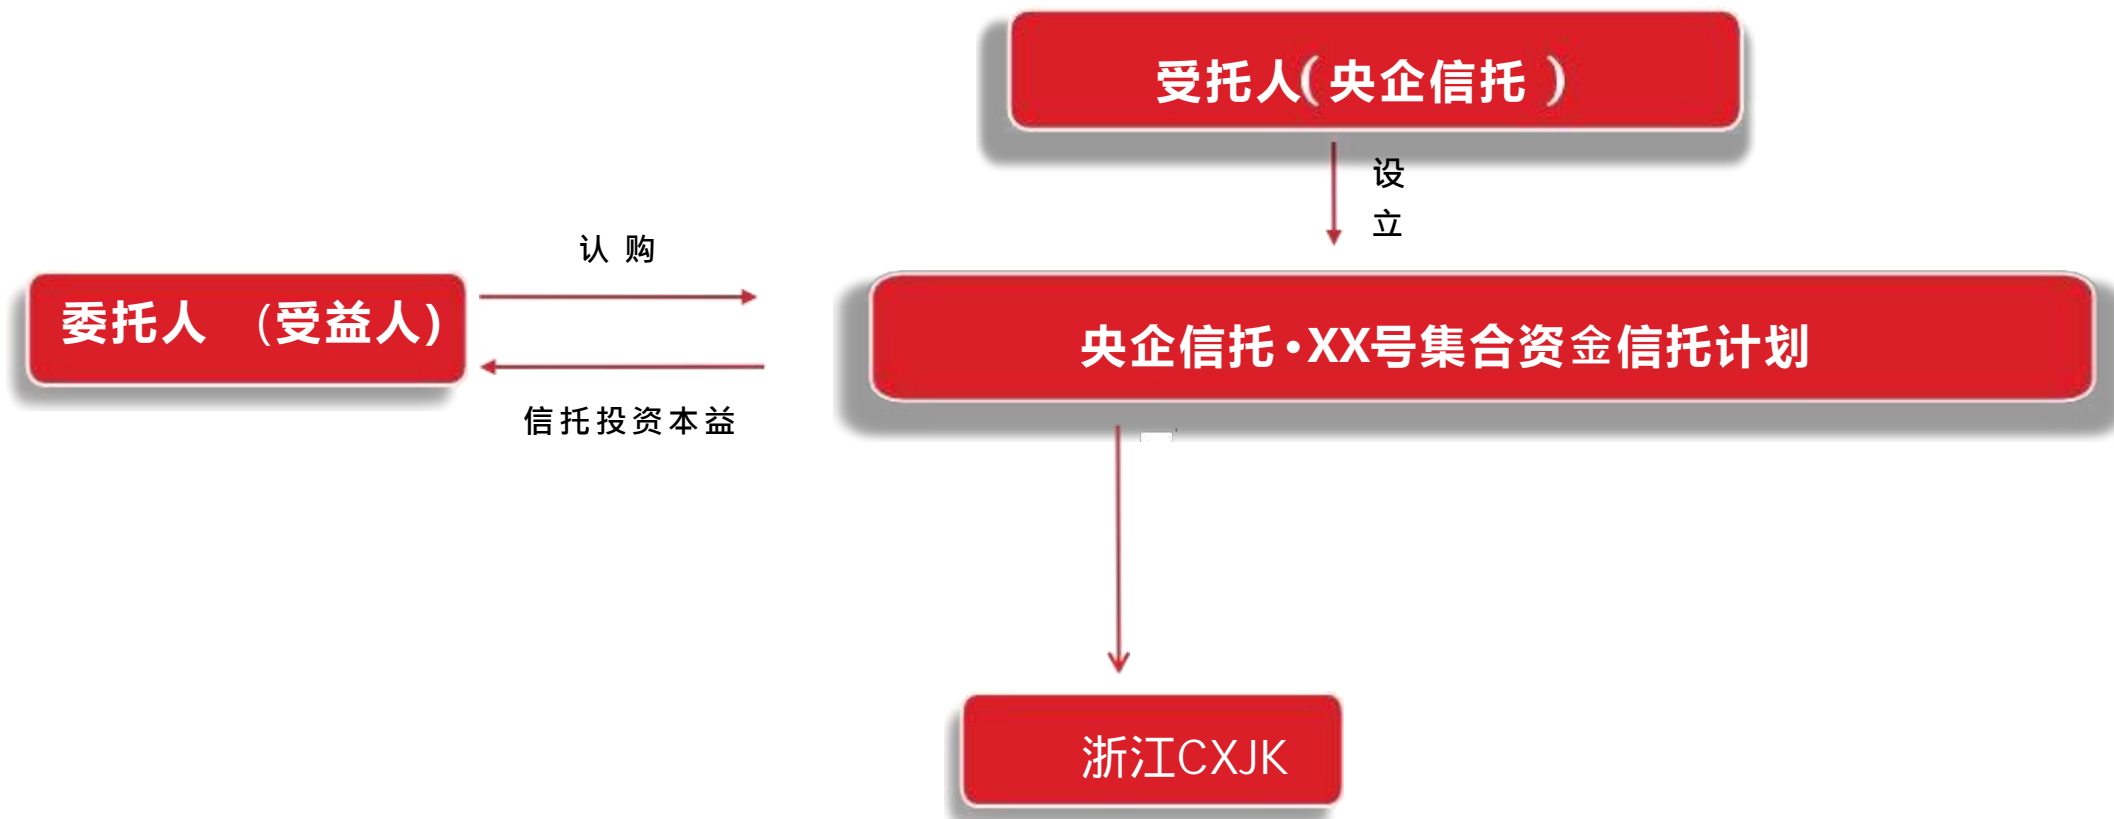 受托人(央企信托 )
设
立
认 购
委托人 (受益人)
央企信托•XX号集合资金信托计划
信托投资本益
浙江CXJK